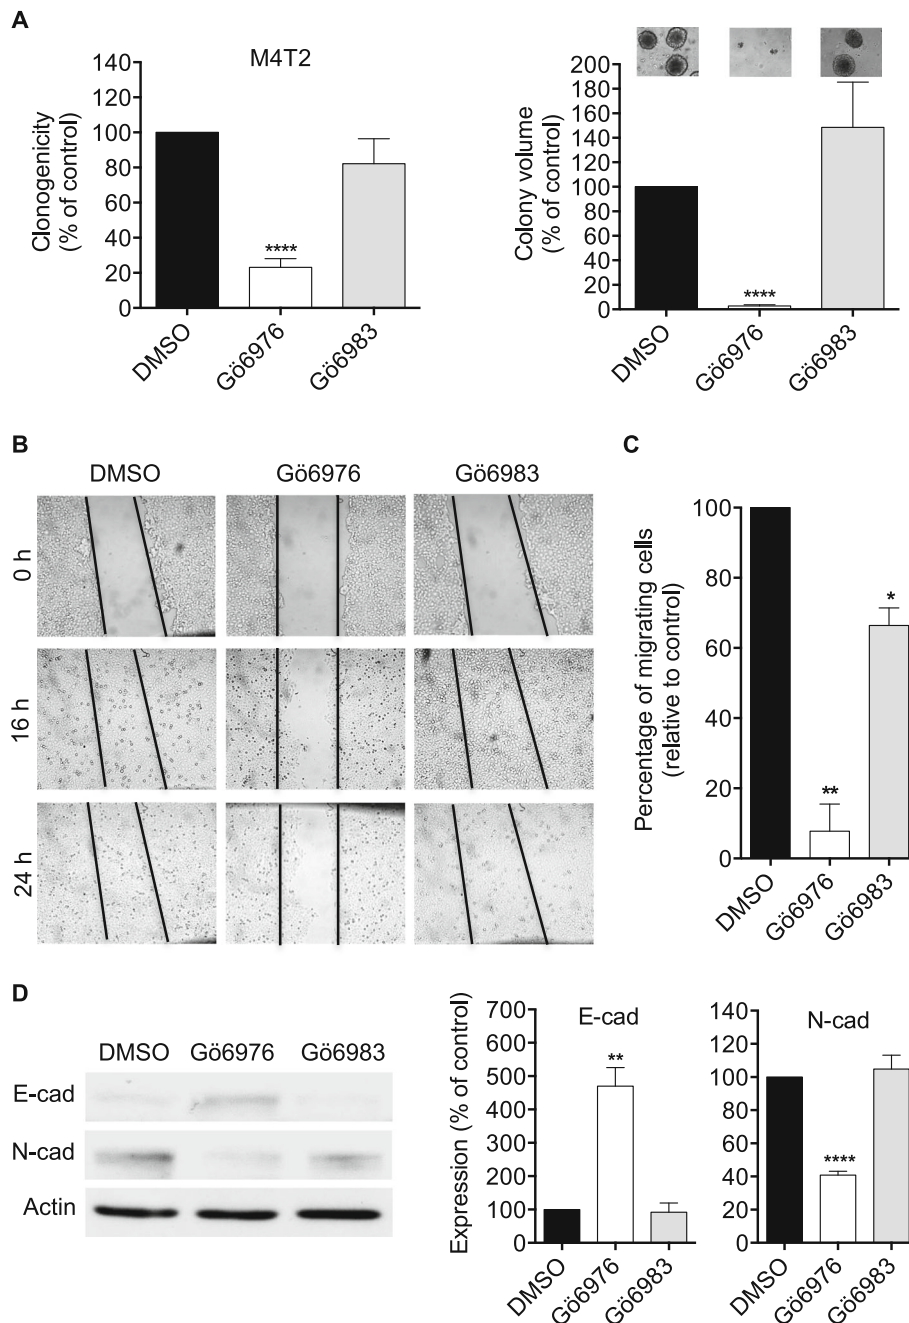 A
M4T2
Clonogenicity
(% of control)
120
100
80
60
40
20
0
****
DMSO
Gö6976
Gö6983
Colony volume
(% of control)
200
180
160
140
120
100
80
60
40
20
0
****
DMSO
Gö6976
Gö6983
B
DMSO
Gö6976
Gö6983
0 h
16 h
24 h
C
Percentage of migrating cells
(relative to control)
100
80
60
40
20
0
**
*
DMSO
Gö6976
Gö6983
D
DMSO
Gö6976
Gö6983
E-cad
N-cad
Actin
Expression (% of control)
700
600
500
400
300
200
100
0
E-cad
**
DMSO
Gö6976
Gö6983
140
120
100
80
60
40
20
0
N-cad
****
DMSO
Gö6976
Gö6983